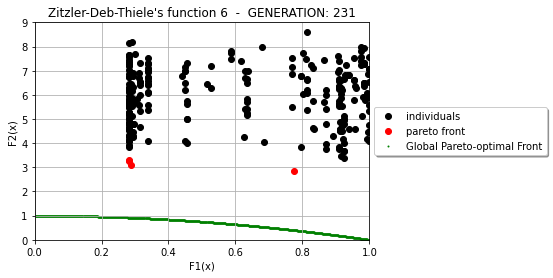 Zitzler-Deb-Thiele's function 6  -  GENERATION: 231
9
8
7
6
5
4
3
2
1
0
F2(x)
0.0 0.2 0.4 0.6 0.8 1.0
F1(x)
individuals
pareto front
Global Pareto-optimal Front